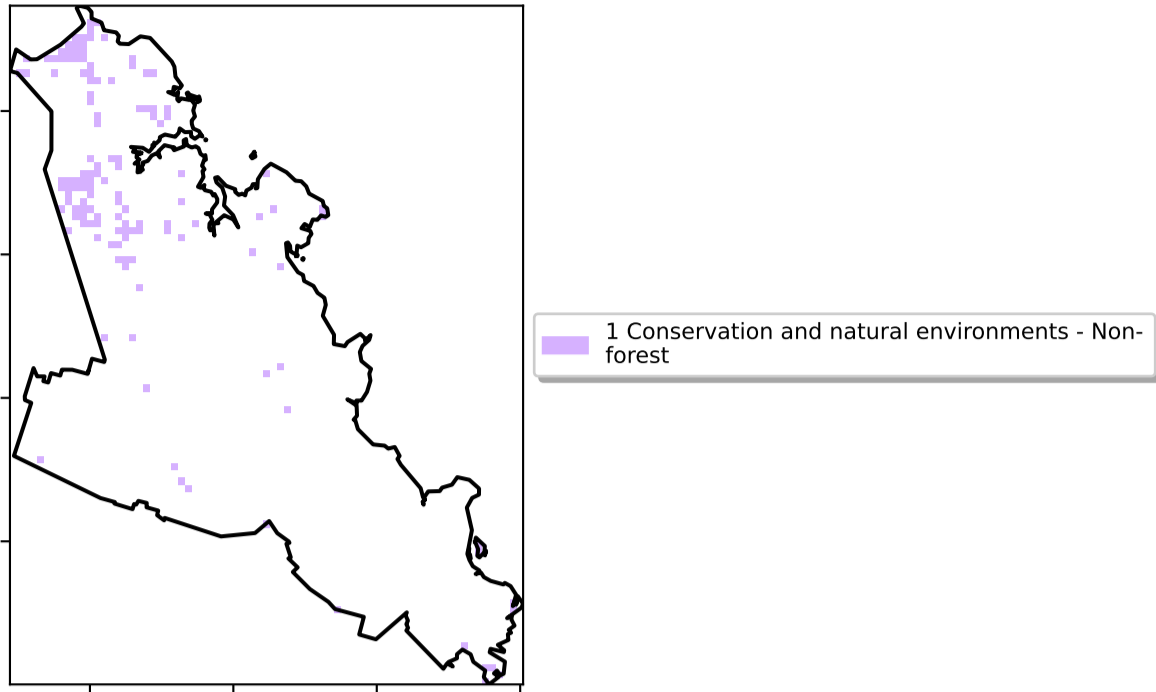 1 Conservation and natural environments - Non-
forest